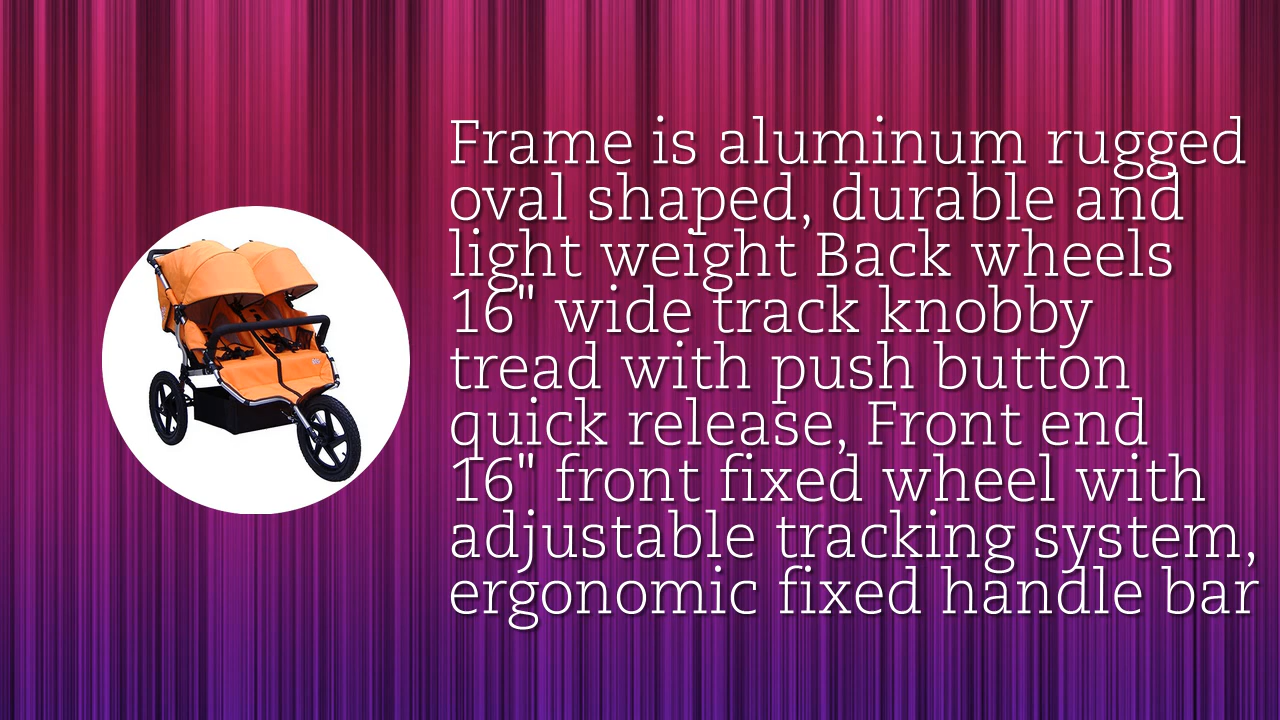 Frame is aluminum rugged
oval shaped, durable and
light weight Back wheels
16" wide track knobby
tread with push button
quick release, Front end
16" front fixed wheel with
adjustable tracking system,
ergonomic fixed handle bar